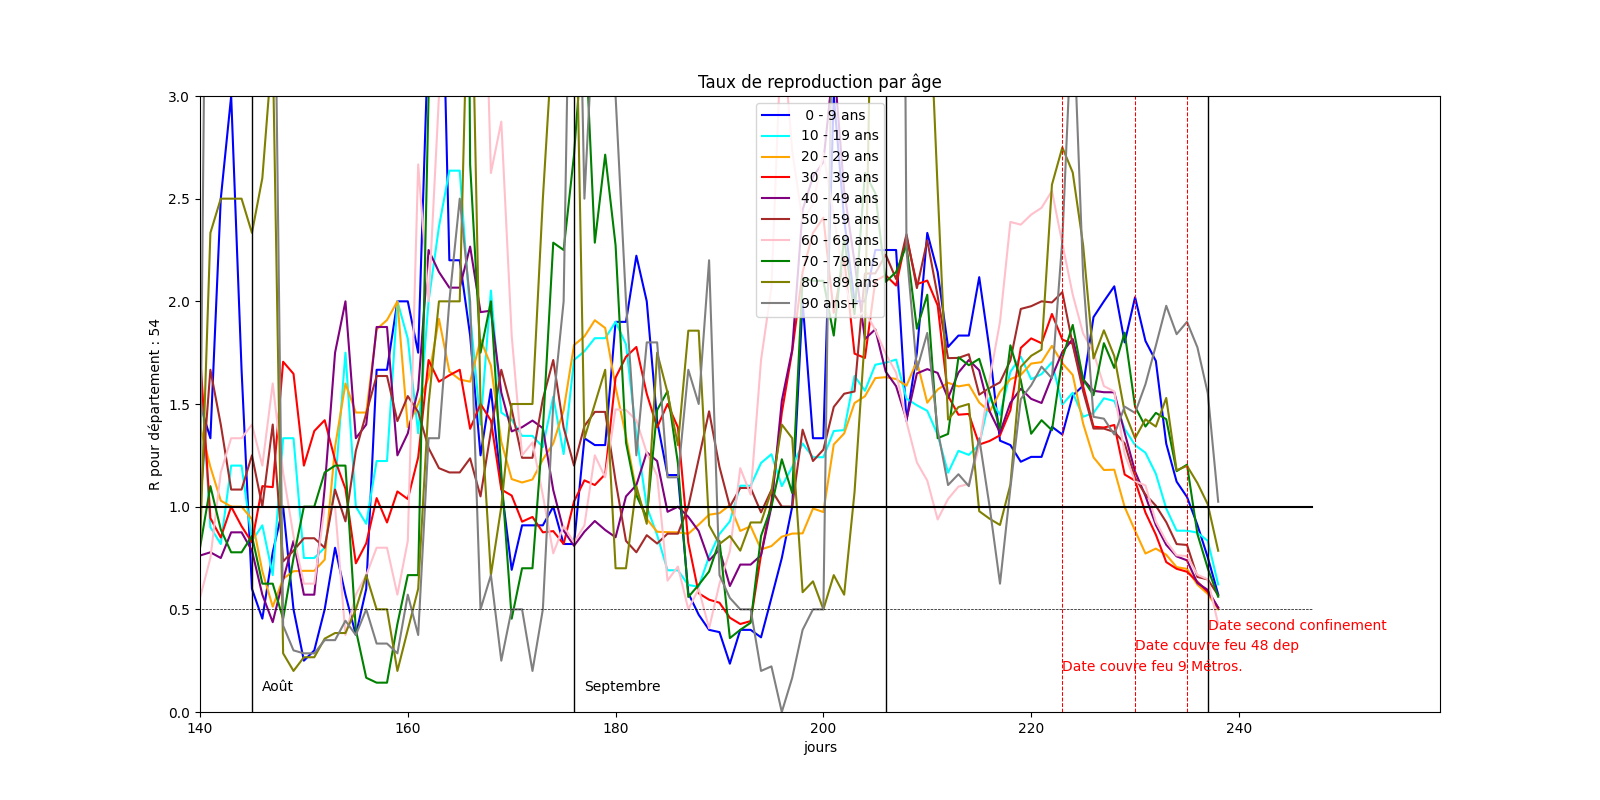 Taux de reproduction par âge
R pour département : 54
3.0
2.5
2.0
1.5
1.0
0.5
0.0
0 - 9 ans
10 - 19 ans
20 - 29 ans
30 - 39 ans
40 - 49 ans
50 - 59 ans
60 - 69 ans
70 - 79 ans
80 - 89 ans
90 ans+
Date second confinement
Date couvre feu 48 dep
Date couvre feu 9 Métros.
Août
Septembre
140
160
180
200
220
240
jours